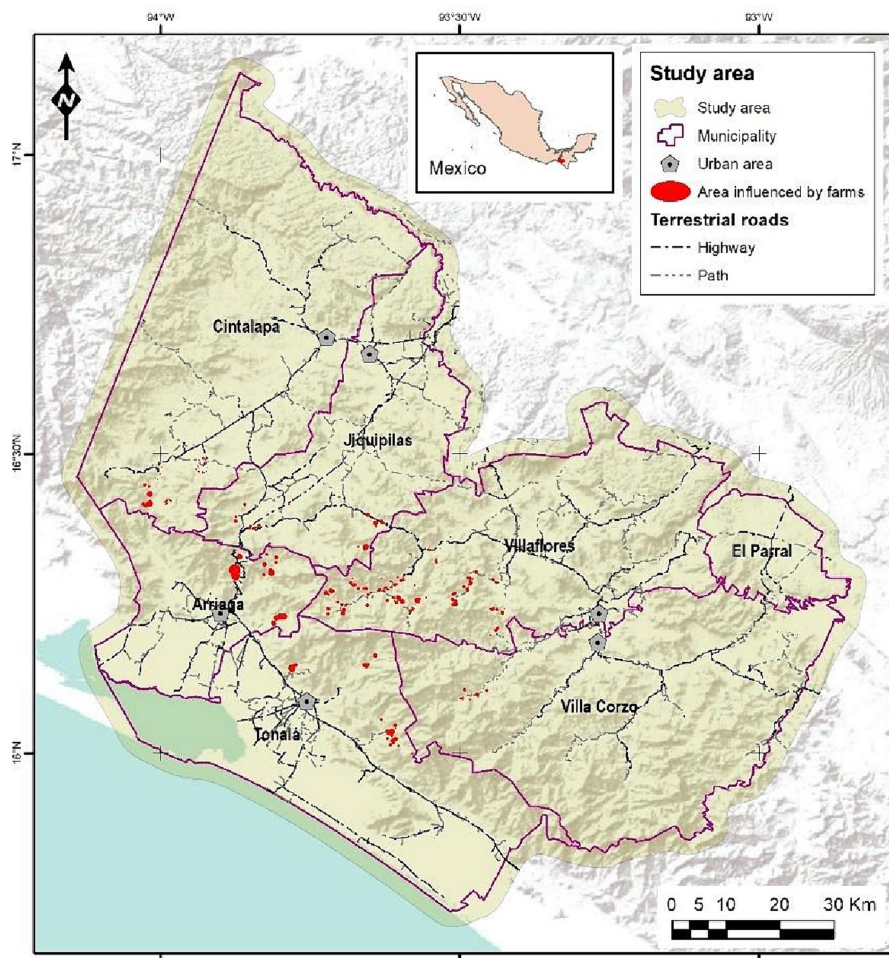 94°W
93°30'W
93°W
N
Mexico
Study area
Study area
Municipality
Urban area
Area influenced by farms
Terrestrial roads
Highway
Path
17°N
Cintalapa
16°30'N
Jiquipilas
Villaflores
El Parral
Arriaga
Villa Corzo
Tonalá
16°N
0 5 10 20 30 Km